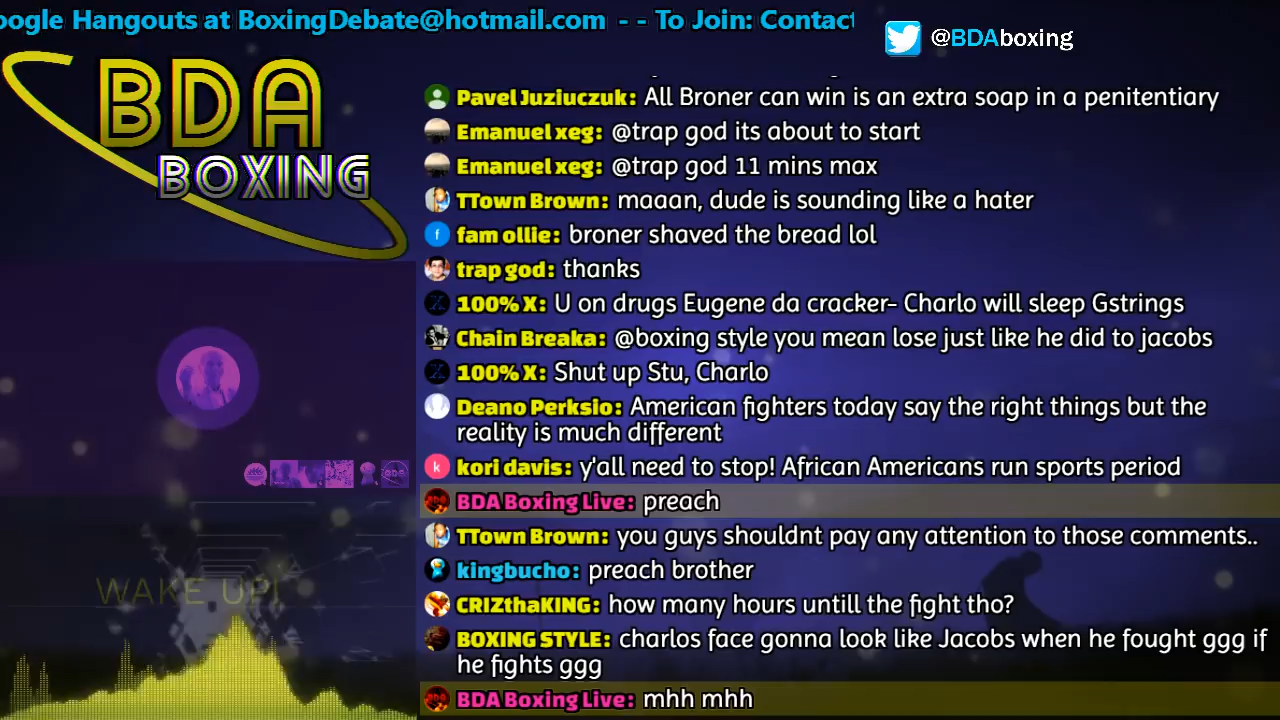 oogle Hangouts at BoxingDebate@hotmail.com - - To Join: Contact
@BDAboxing
BDA
BOXING
Pavel Juziuczuk: All Broner can win is an extra soap in a penitentiary
Emanuel xeg: @trap god its about to start
Emanuel xeg: @trap god 11 mins max
TTown Brown: maaan, dude is sounding like a hater
fam ollie: broner shaved the bread lol
trap god: thanks
100% X: U on drugs Eugene da cracker- Charlo will sleep Gstrings
Chain Breaka: @boxing style you mean lose just like he did to jacobs
100% X: Shut up Stu, Charlo
Deano Perksio: American fighters today say the right things but the
reality is much different
kori davis: y'all need to stop! African Americans run sports period
BDA Boxing Live: preach
TTown Brown: you guys shouldnt pay any attention to those comments..
kingbucho: preach brother
CRIZthaKING: how many hours untill the fight tho?
BOXING STYLE: charlos face gonna look like Jacobs when he fought ggg if
he fights ggg
BDA Boxing Live: mhh mhh
WAKE UP!